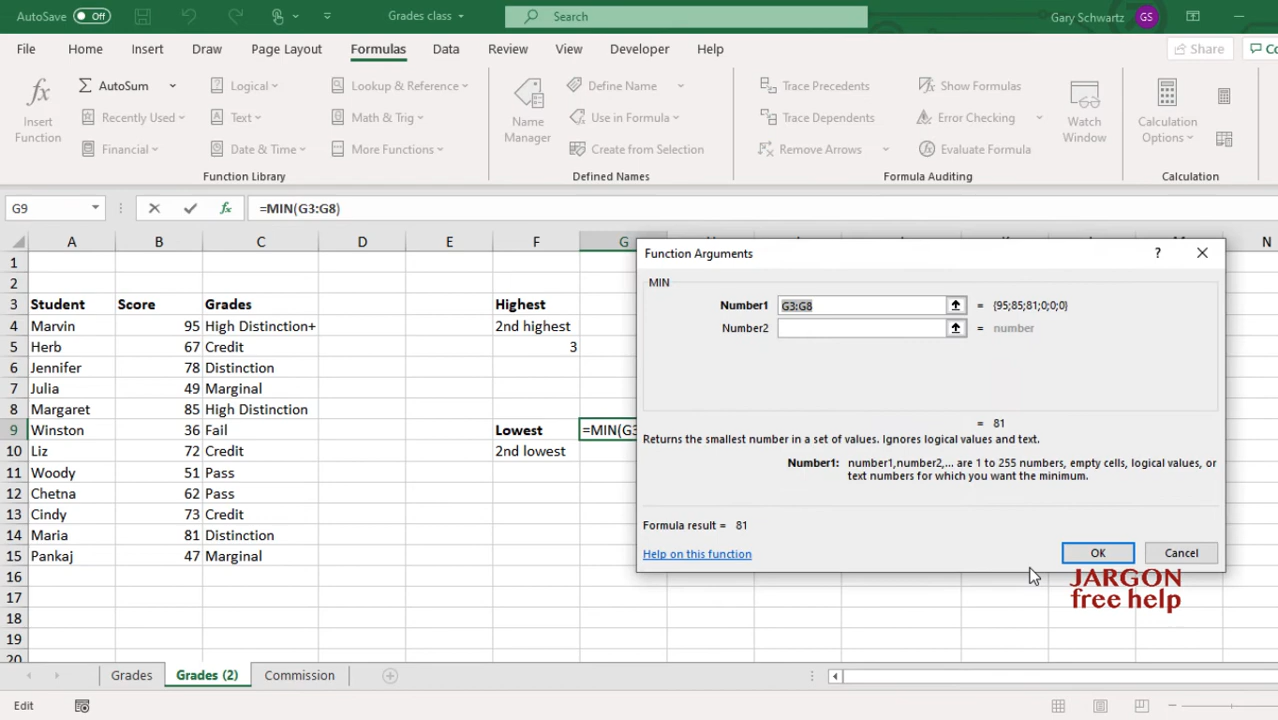 AutoSave Off Grades class Search Gary Schwartz GS
File Home Insert Draw Page Layout Formulas Data Review View Developer Help Share Co
AutoSum Logical Lookup & Reference Define Name Trace Precedents Show Formulas
Insert Function Recently Used Text Math & Trig Name Manager Use in Formula Trace Dependents Error Checking Watch Window Calculation Options
Financial Date & Time More Functions Create from Selection Remove Arrows Evaluate Formula
Function Library Defined Names Formula Auditing Calculation
G9 fx =MIN(G3:G8)
A B C D E F G N
1
2
3 Student Score Grades Highest
4 Marvin 95 High Distinction+ 2nd highest
5 Herb 67 Credit 3
6 Jennifer 78 Distinction
7 Julia 49 Marginal
8 Margaret 85 High Distinction
9 Winston 36 Fail Lowest =MIN(G3
10 Liz 72 Credit 2nd lowest
11 Woody 51 Pass
12 Chetna 62 Pass
13 Cindy 73 Credit
14 Maria 81 Distinction
15 Pankaj 47 Marginal
16
17
18
19
20
Function Arguments ?
MIN
Number1 G3:G8 = {95;85;81;0;0;0}
Number2 = number
= 81
Returns the smallest number in a set of values. Ignores logical values and text.
Number1: number1,number2,... are 1 to 255 numbers, empty cells, logical values, or
text numbers for which you want the minimum.
Formula result = 81
Help on this function OK Cancel
JARGON
free help
Grades Grades (2) Commission
Edit